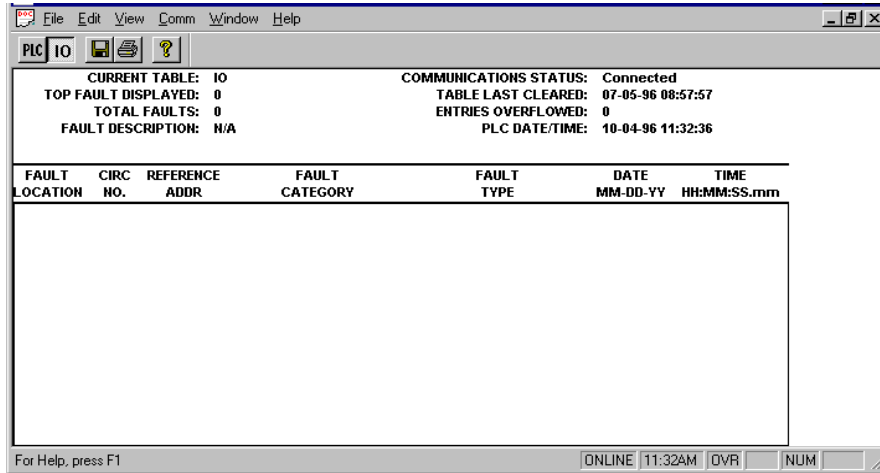 File Edit View Comm Window Help
PLC IO
CURRENT TABLE: IO COMMUNICATIONS STATUS: Connected
TOP FAULT DISPLAYED: 0 TABLE LAST CLEARED: 07-05-96 08:57:57
TOTAL FAULTS: 0 ENTRIES OVERFLOWED: 0
FAULT DESCRIPTION: N/A PLC DATE/TIME: 10-04-96 11:32:36
FAULT CIRC REFERENCE FAULT FAULT DATE TIME
LOCATION NO. ADDR CATEGORY TYPE MM-DD-YY HH:MM:SS.mm
For Help, press F1 ONLINE 11:32AM OVR NUM